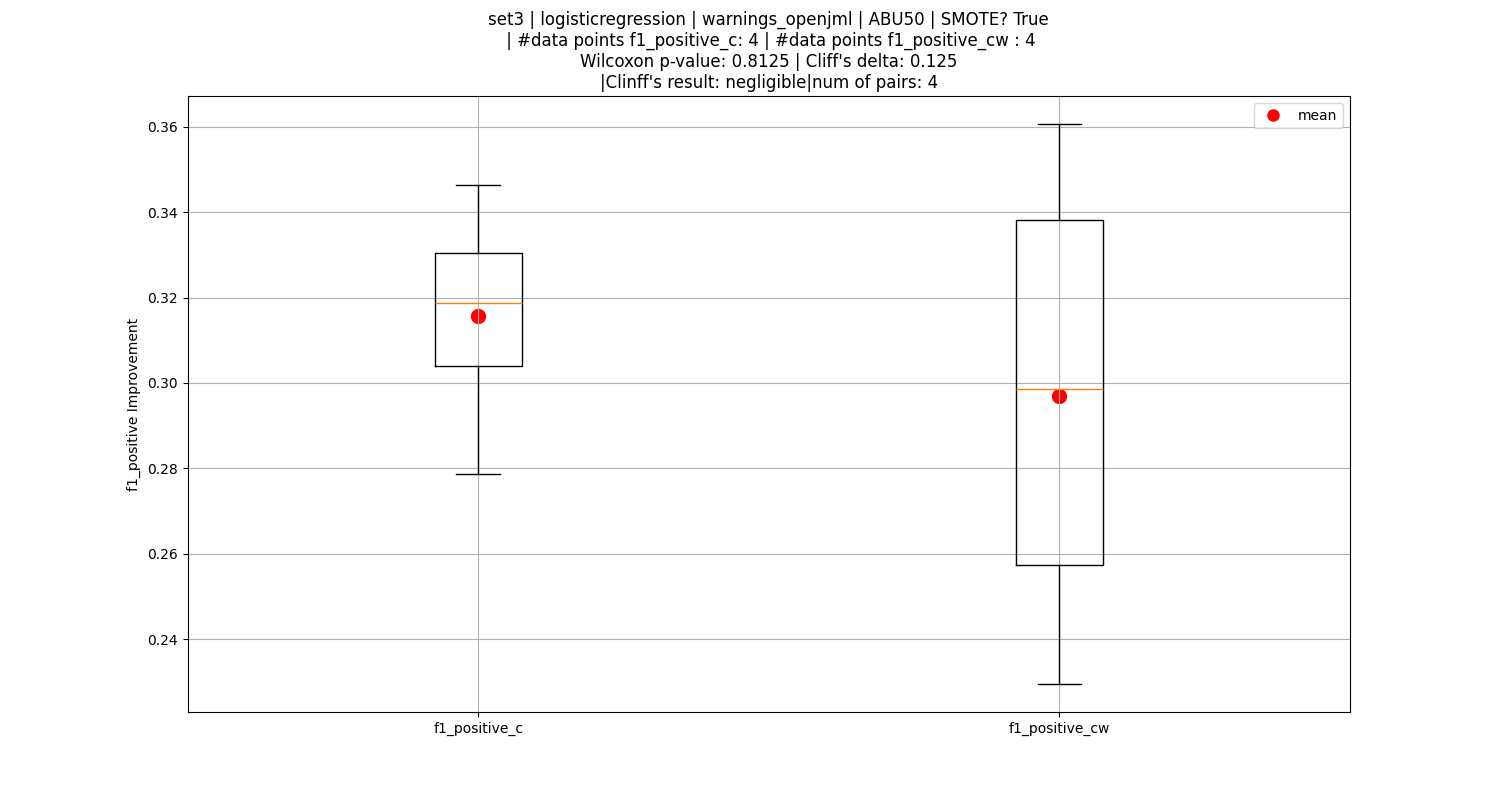 set3 | logisticregression | warnings_openjml | ABU50 | SMOTE? True
| #data points f1_positive_c: 4 | #data points f1_positive_cw : 4
Wilcoxon p-value: 0.8125 | Cliff's delta: 0.125
|Clinff's result: negligible|num of pairs: 4
mean
0.36
0.34
0.32
0.30
0.28
0.26
0.24
f1_positive Improvement
f1_positive_c
f1_positive_cw